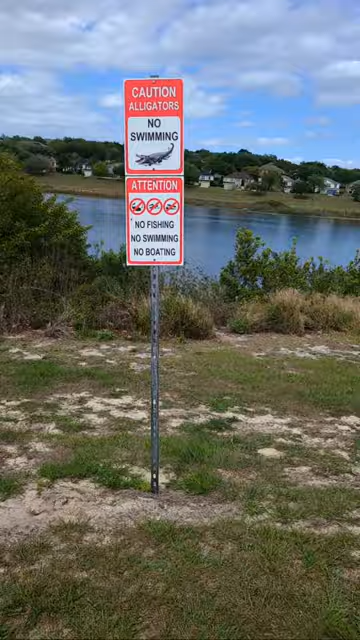 CAUTION
ALLIGATORS
NO
SWIMMING
ATTENTION
NO FISHING
NO SWIMMING
NO BOATING